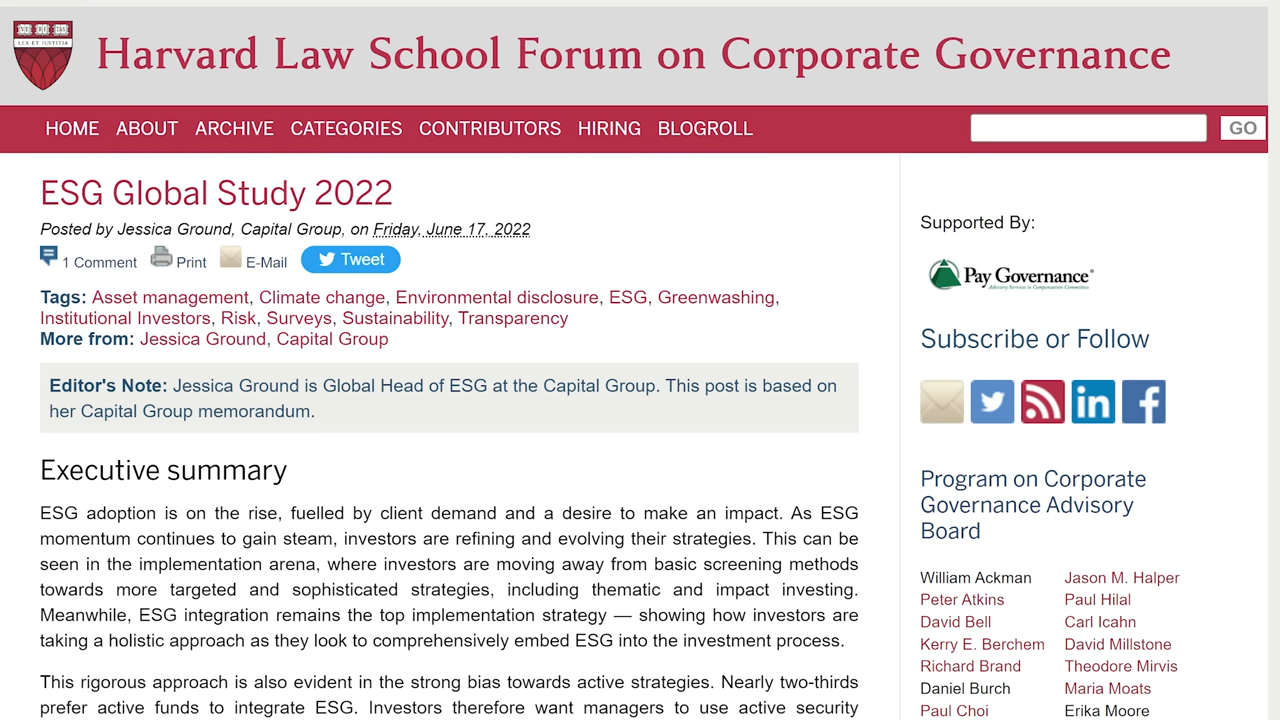 LEX ET IUSTITIA
Harvard Law School Forum on Corporate Governance
HOME ABOUT ARCHIVE CATEGORIES CONTRIBUTORS HIRING BLOGROLL GO
ESG Global Study 2022
Posted by Jessica Ground, Capital Group, on Friday, June 17, 2022
1 Comment Print E-Mail Tweet
Tags: Asset management, Climate change, Environmental disclosure, ESG, Greenwashing,
Institutional Investors, Risk, Surveys, Sustainability, Transparency
More from: Jessica Ground, Capital Group
Editor's Note: Jessica Ground is Global Head of ESG at the Capital Group. This post is based on
her Capital Group memorandum.
Executive summary
ESG adoption is on the rise, fuelled by client demand and a desire to make an impact. As ESG
momentum continues to gain steam, investors are refining and evolving their strategies. This can be
seen in the implementation arena, where investors are moving away from basic screening methods
towards more targeted and sophisticated strategies, including thematic and impact investing.
Meanwhile, ESG integration remains the top implementation strategy — showing how investors are
taking a holistic approach as they look to comprehensively embed ESG into the investment process.
This rigorous approach is also evident in the strong bias towards active strategies. Nearly two-thirds
prefer active funds to integrate ESG. Investors therefore want managers to use active security
Supported By:
Pay Governance
Advisory Services to Compensation Committees
Subscribe or Follow
in f
Program on Corporate
Governance Advisory
Board
William Ackman Jason M. Halper
Peter Atkins Paul Hilal
David Bell Carl Icahn
Kerry E. Berchem David Millstone
Richard Brand Theodore Mirvis
Daniel Burch Maria Moats
Paul Choi Erika Moore